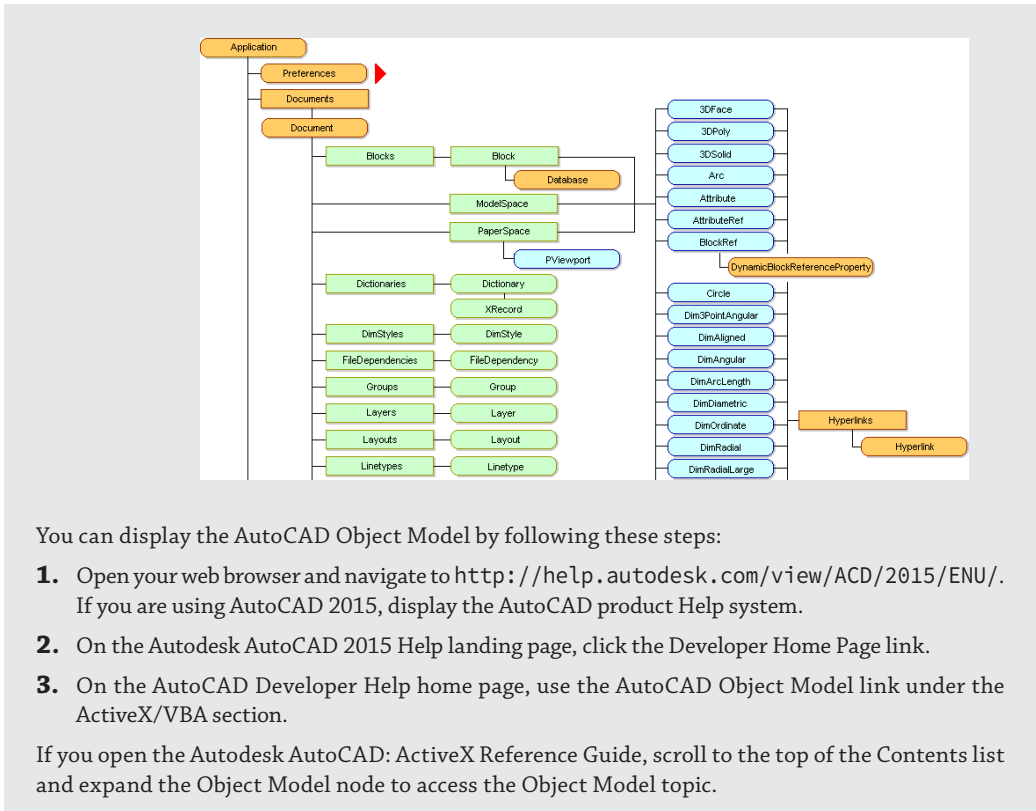 Application
Preferences
Documents
Document
Blocks
Block
Database
ModelSpace
PaperSpace
PViewport
Dictionaries
Dictionary
XRecord
DimStyles
DimStyle
FileDependencies
FileDependency
Groups
Group
Layers
Layer
Layouts
Layout
Linetypes
Linetype
3DFace
3DPoly
3DSolid
Arc
Attribute
AttributeRef
BlockRef
DynamicBlockReferenceProperty
Circle
Dim3PointAngular
DimAligned
DimAngular
DimArcLength
DimDiametric
DimOrdinate
DimRadial
DimRadialLarge
Hyperlinks
Hyperlink
You can display the AutoCAD Object Model by following these steps:
1. Open your web browser and navigate to http://help.autodesk.com/view/ACD/2015/ENU/.
If you are using AutoCAD 2015, display the AutoCAD product Help system.
2. On the Autodesk AutoCAD 2015 Help landing page, click the Developer Home Page link.
3. On the AutoCAD Developer Help home page, use the AutoCAD Object Model link under the
ActiveX/VBA section.
If you open the Autodesk AutoCAD: ActiveX Reference Guide, scroll to the top of the Contents list
and expand the Object Model node to access the Object Model topic.